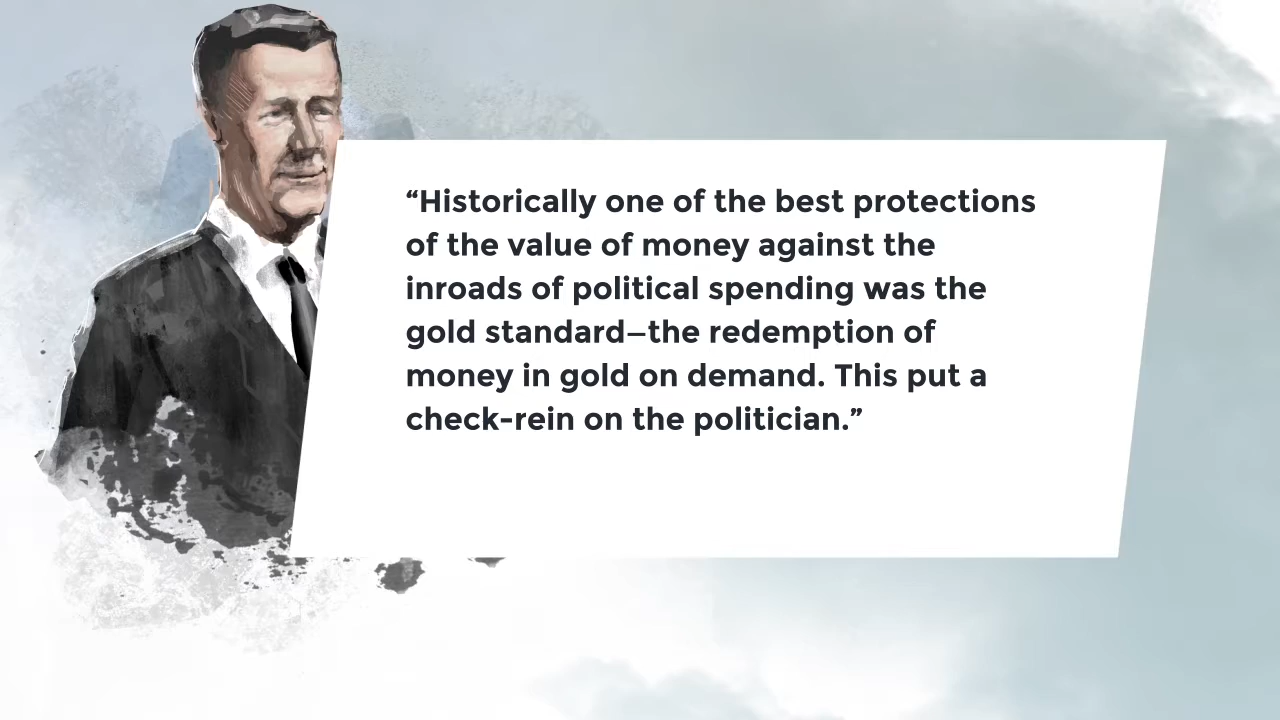 “Historically one of the best protections
of the value of money against the
inroads of political spending was the
gold standard—the redemption of
money in gold on demand. This put a
check-rein on the politician.”